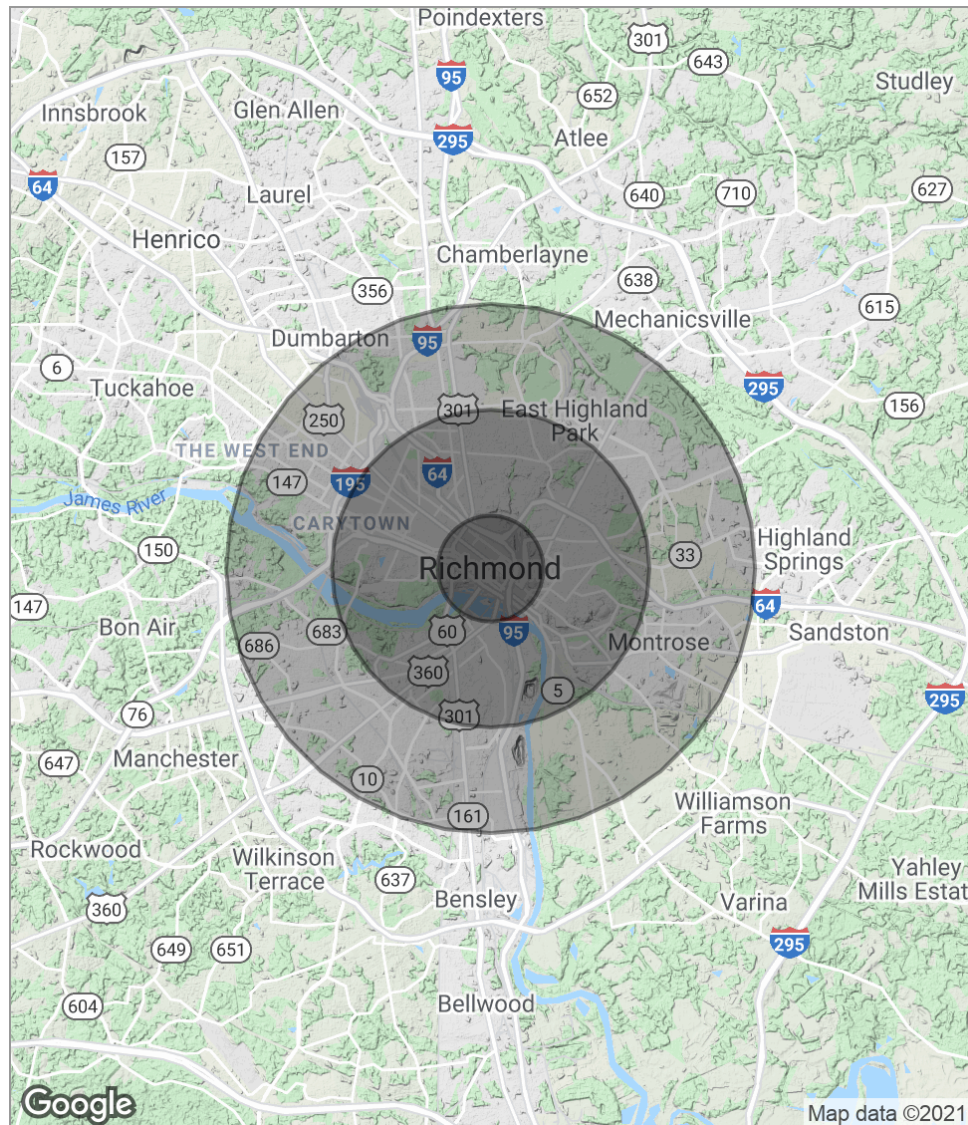 Poindexters
301
643
95
Studley
652
Innsbrook
Glen Allen
Atlee
295
157
64
Laurel
640
710
627
Henrico
Chamberlayne
638
356
615
Mechanicsville
Dumbarton
95
6
Tuckahoe
295
156
250
301
East Highland
Park
THE WEST END
147
195
64
James River
CARYTOWN
150
33
Highland
Springs
Richmond
147
64
Bon Air
683
60
95
Sandston
686
Montrose
360
5
295
76
301
647
Manchester
10
161
Williamson
Farms
Rockwood
Wilkinson
Terrace
637
Yahley
Mills Estat
360
Bensley
Varina
649
651
295
604
Bellwood
Google
Map data ©2021